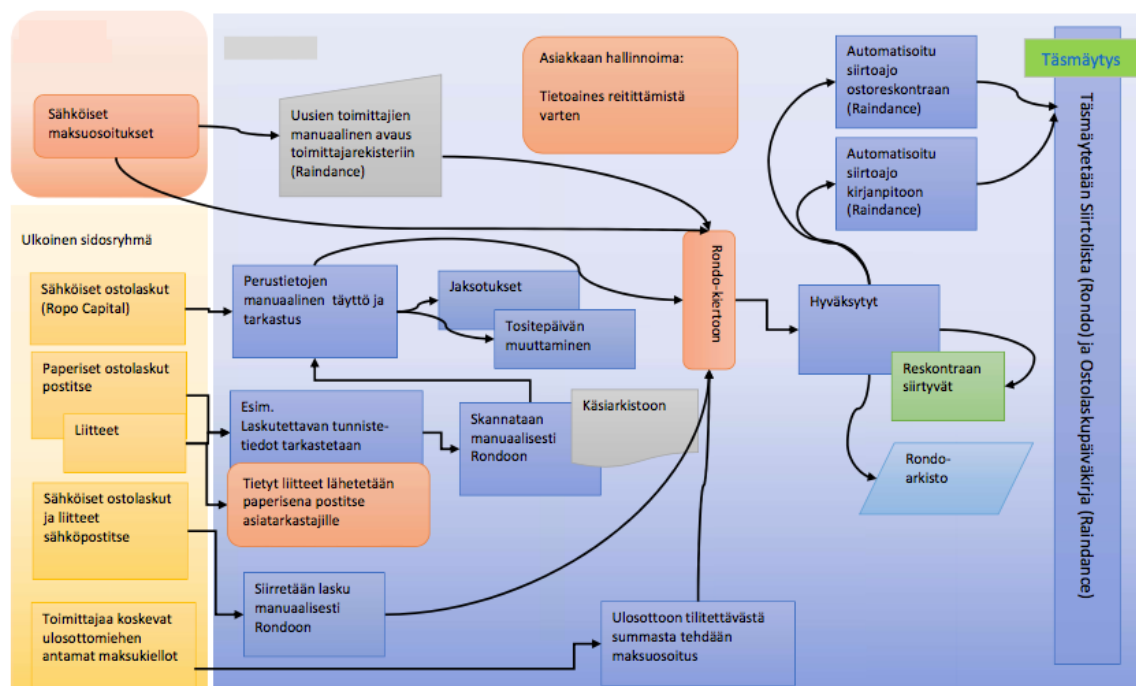 Sähköiset
maksuosoitukset
Uusien toimittajien
manuaalinen avaus
toimittajarekisteriin
(Raindance)
Asiakkaan hallinnoima:
Tietoaines reitittämistä
varten
Automatisoitu
siirtoajo
ostoreskontraan
(Raindance)
Automatisoitu
siirtoajo
kirjanpitoon
(Raindance)
Täsmäytys
Täsmäytetään Siirtolista (Rondo) ja Ostolaskupäiväkirja (Raindance)
Ulkoinen sidosryhmä
Sähköiset ostolaskut
(Ropo Capital)
Perustietojen
manuaalinen täyttö ja
tarkastus
Jaksotukset
Tositepäivän
muuttaminen
Rondo-kiertoon
Hyväksytyt
Reskontraan
siirtyvät
Rondo-
arkisto
Paperiset ostolaskut
postitse
Liitteet
Esim.
Laskutettavan tunniste-
tiedot tarkastetaan
Skannataan
manuaalisesti
Rondoon
Käsiarkistoon
Tietyt liitteet lähetetään
paperisena postitse
asiatarkastajille
Sähköiset ostolaskut
ja liitteet
sähköpostitse
Siirretään lasku
manuaalisesti
Rondoon
Toimittajaa koskevat
ulosottomiehen
antamat maksukiellot
Ulosottoon tilitettävästä
summasta tehdään
maksuosoitus